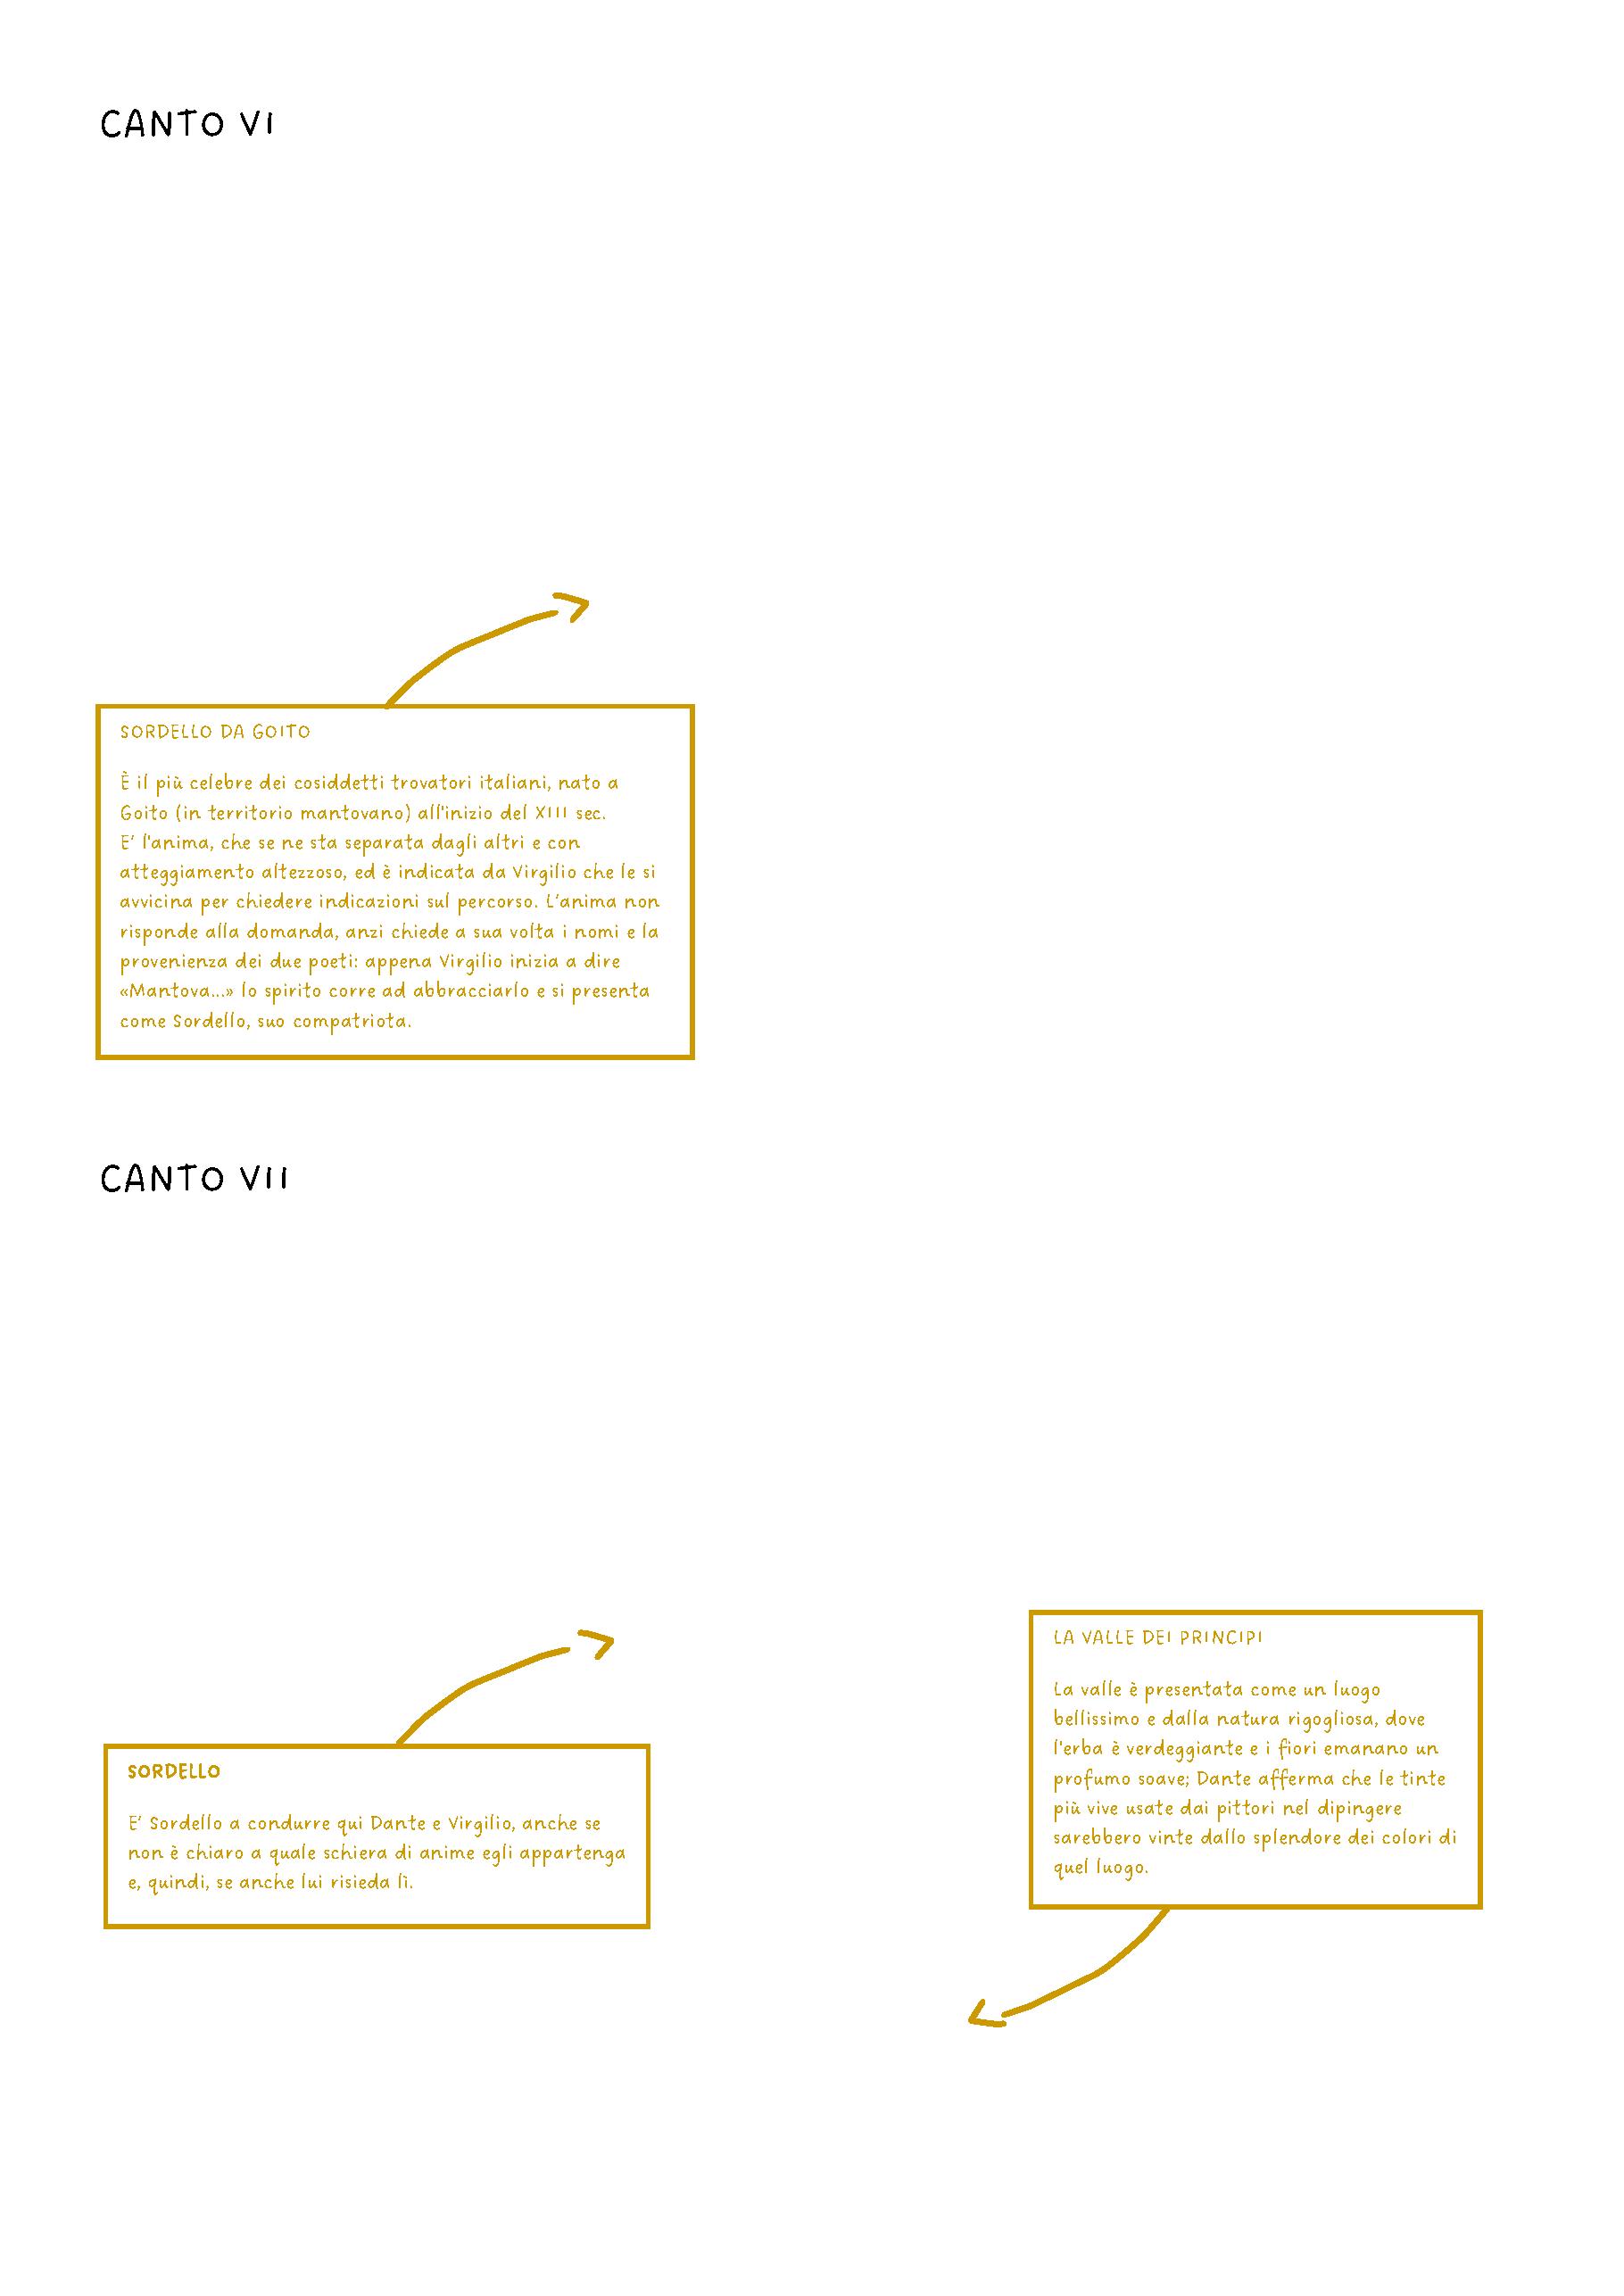 CANTO VI
SORDELLO DA GOITO
È il più celebre dei cosiddetti trovatori italiani, nato a
Goito (in territorio mantovano) all'inizio del XIII sec.
E' l'anima, che se ne sta separata dagli altri e con
atteggiamento altezzoso, ed è indicata da Virgilio che le si
avvicina per chiedere indicazioni sul percorso. L'anima non
risponde alla domanda, anzi chiede a sua volta i nomi e la
provenienza dei due poeti: appena Virgilio inizia a dire
«Mantova...» lo spirito corre ad abbracciarlo e si presenta
come Sordello, suo compatriota.
CANTO VII
SORDELLO
E' Sordello a condurre qui Dante e Virgilio, anche se
non è chiaro a quale schiera di anime egli appartenga
e, quindi, se anche lui risieda lì.
LA VALLE DEI PRINCIPI
La valle è presentata come un luogo
bellissimo e dalla natura rigogliosa, dove
l'erba è verdeggiante e i fiori emanano un
profumo soave; Dante afferma che le tinte
più vive usate dai pittori nel dipingere
sarebbero vinte dallo splendore dei colori di
quel luogo.